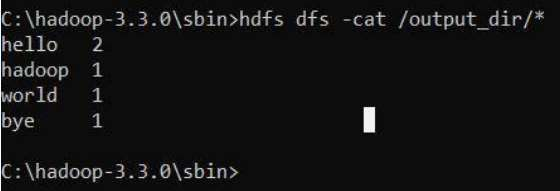 C:\hadoop-3.3.0\sbin>hdfs dfs -cat /output_dir/*
hello 2
hadoop 1
world 1
bye 1
C:\hadoop-3.3.0\sbin>